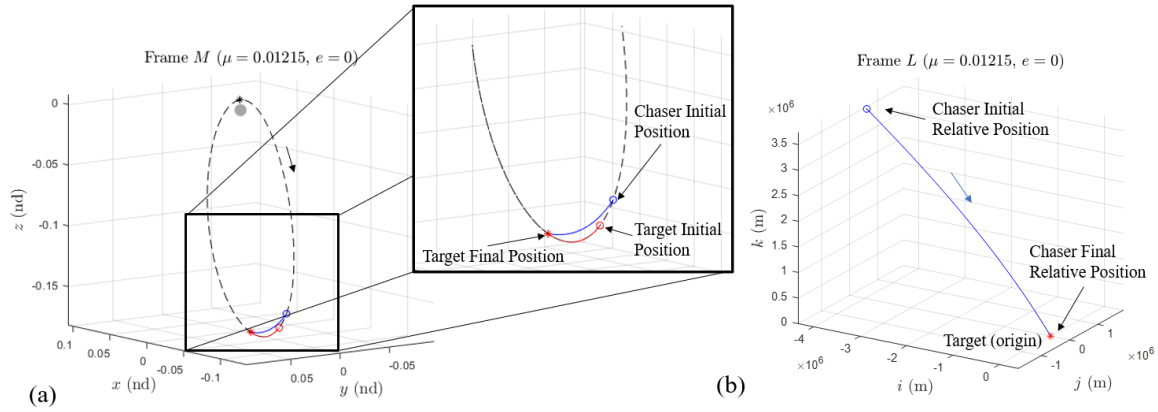 Frame M (μ = 0.01215, e = 0)
0
-0.05
-0.1
-0.15
z (nd)
0.1
0.05
0
-0.05
-0.1
x (nd)
0.05
0
-0.05
y (nd)
(a)
Chaser Initial
Position
Target Initial
Position
Target Final Position
Frame L (μ = 0.01215, e = 0)
×10⁶
3.5
3
2.5
2
1.5
1
0.5
0
k (m)
Chaser Initial
Relative Position
Chaser Final
Relative Position
Target (origin)
-4
-3
-2
-1
0
×10⁶
i (m)
-1
0
1
×10⁶
j (m)
(b)